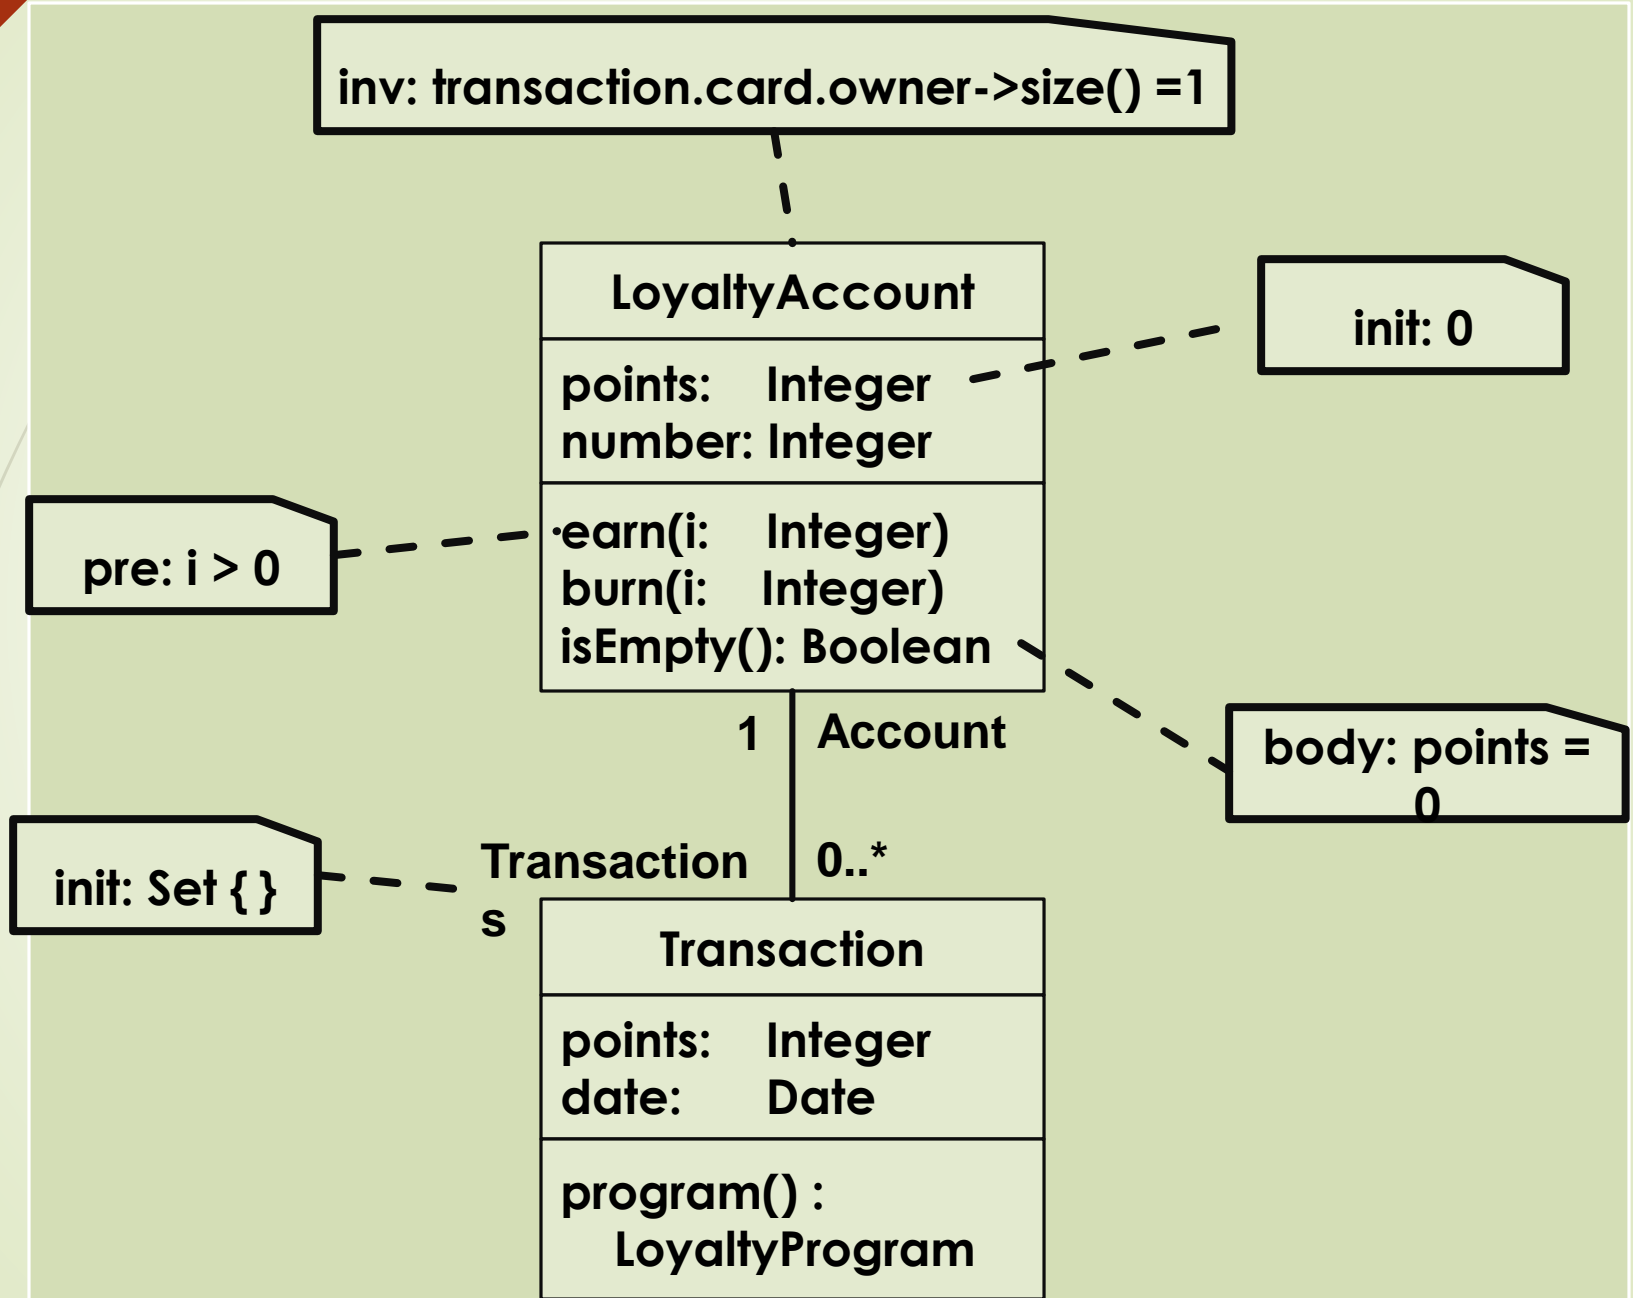 inv: transaction.card.owner->size() =1
LoyaltyAccount
init: 0
points: Integer
number: Integer
pre: i > 0
earn(i: Integer)
burn(i: Integer)
isEmpty(): Boolean
1 Account
body: points =
0
init: Set { }
Transaction
s
0..*
Transaction
points: Integer
date: Date
program() :
LoyaltyProgram